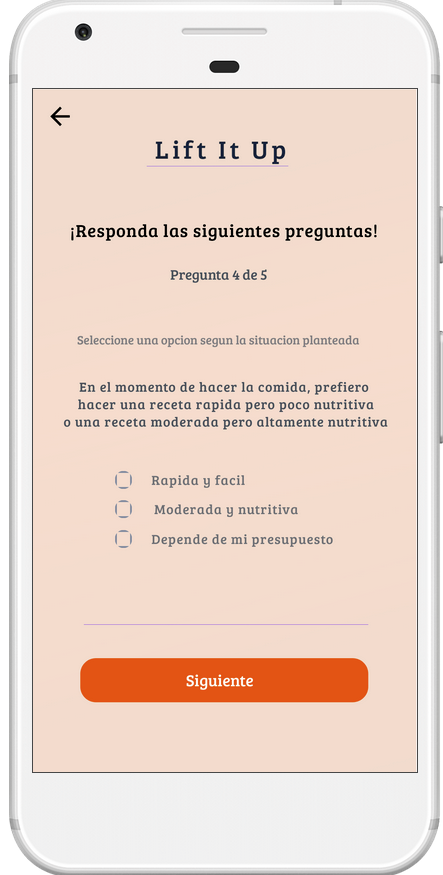 Lift It Up
¡Responda las siguientes preguntas!
Pregunta 4 de 5
Seleccione una opcion segun la situacion planteada
En el momento de hacer la comida, prefiero
hacer una receta rapida pero poco nutritiva
o una receta moderada pero altamente nutritiva
Rapida y facil
Moderada y nutritiva
Depende de mi presupuesto
Siguiente